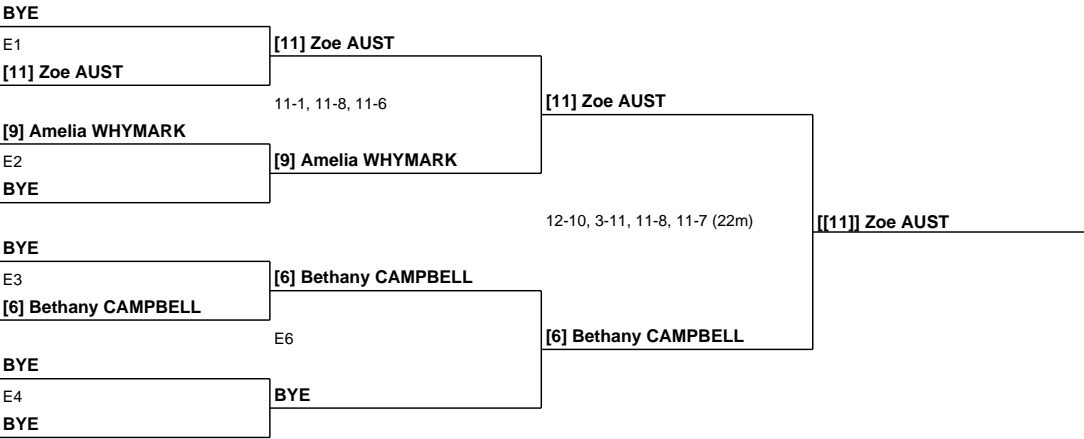 BYE
E1
[11] Zoe AUST
[11] Zoe AUST
11-1, 11-8, 11-6
[11] Zoe AUST
[9] Amelia WHYMARK
E2
[9] Amelia WHYMARK
BYE
12-10, 3-11, 11-8, 11-7 (22m)
[[11]] Zoe AUST
BYE
E3
[6] Bethany CAMPBELL
[6] Bethany CAMPBELL
E6
[6] Bethany CAMPBELL
BYE
E4
BYE
BYE